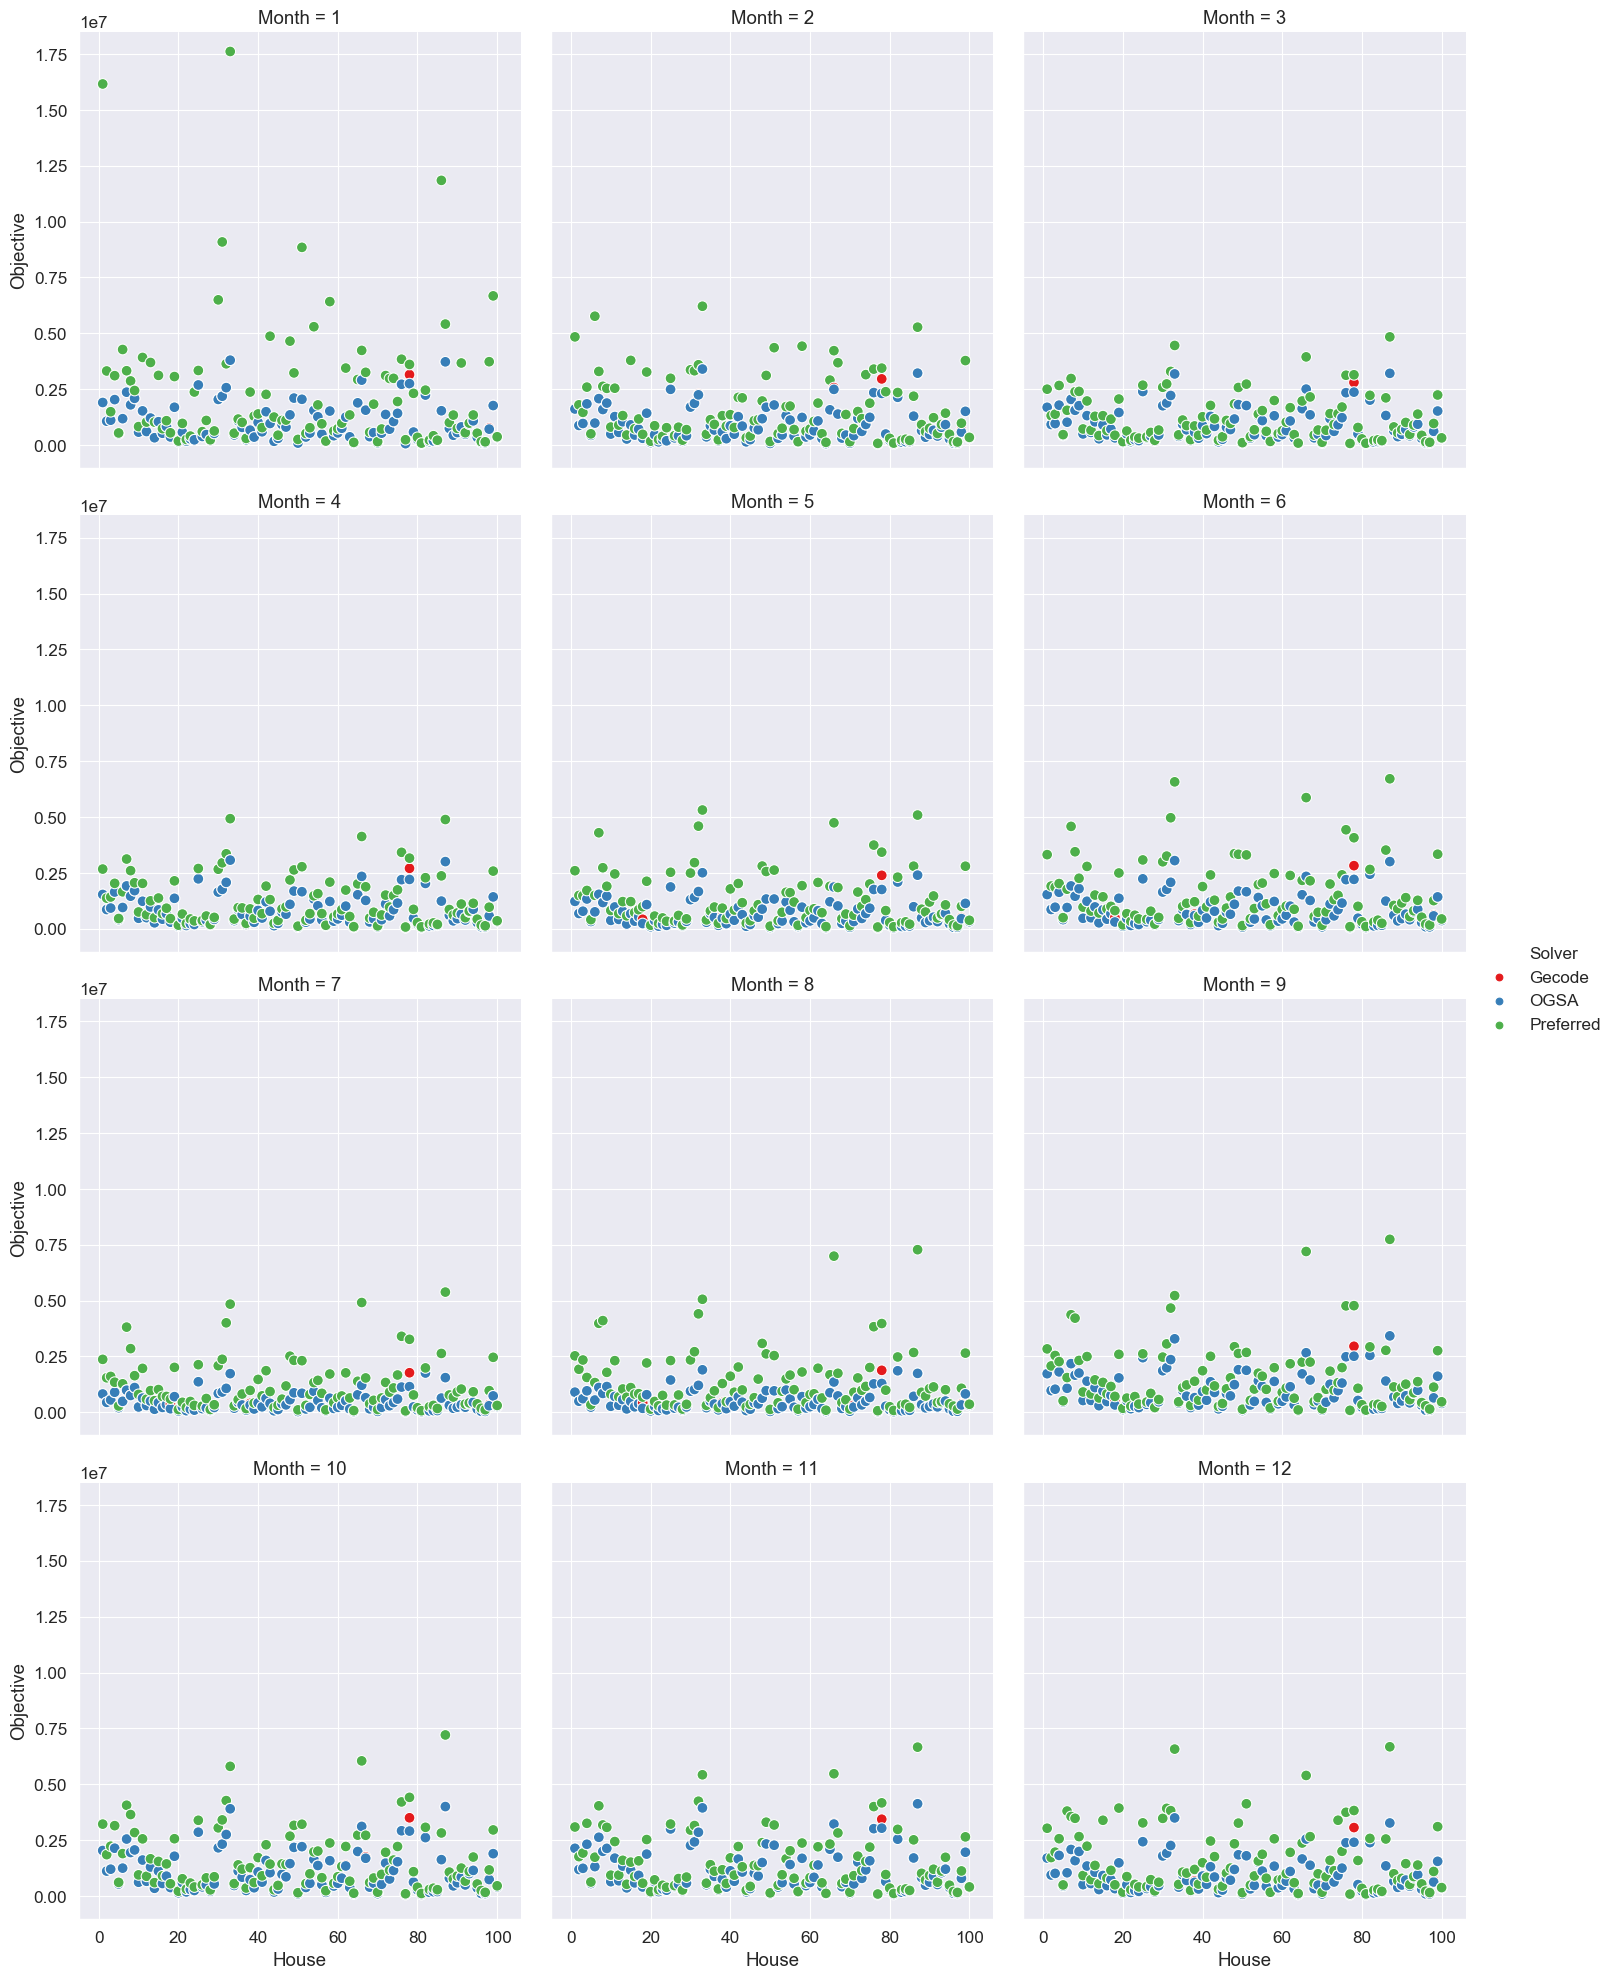 Month = 1
Month = 2
Month = 3
1e7
1.75
1.50
1.25
1.00
0.75
0.50
0.25
0.00
Objective
Month = 4
Month = 5
Month = 6
1e7
1.75
1.50
1.25
1.00
0.75
0.50
0.25
0.00
Objective
Solver
Gecode
OGSA
Preferred
Month = 7
Month = 8
Month = 9
1.75
1.50
1.25
1.00
0.75
0.50
0.25
0.00
Objective
Month = 10
Month = 11
Month = 12
1e7
1.75
1.50
1.25
1.00
0.75
0.50
0.25
0.00
Objective
0 20 40 60 80 100
0 20 40 60 80 100
0 20 40 60 80 100
House
House
House